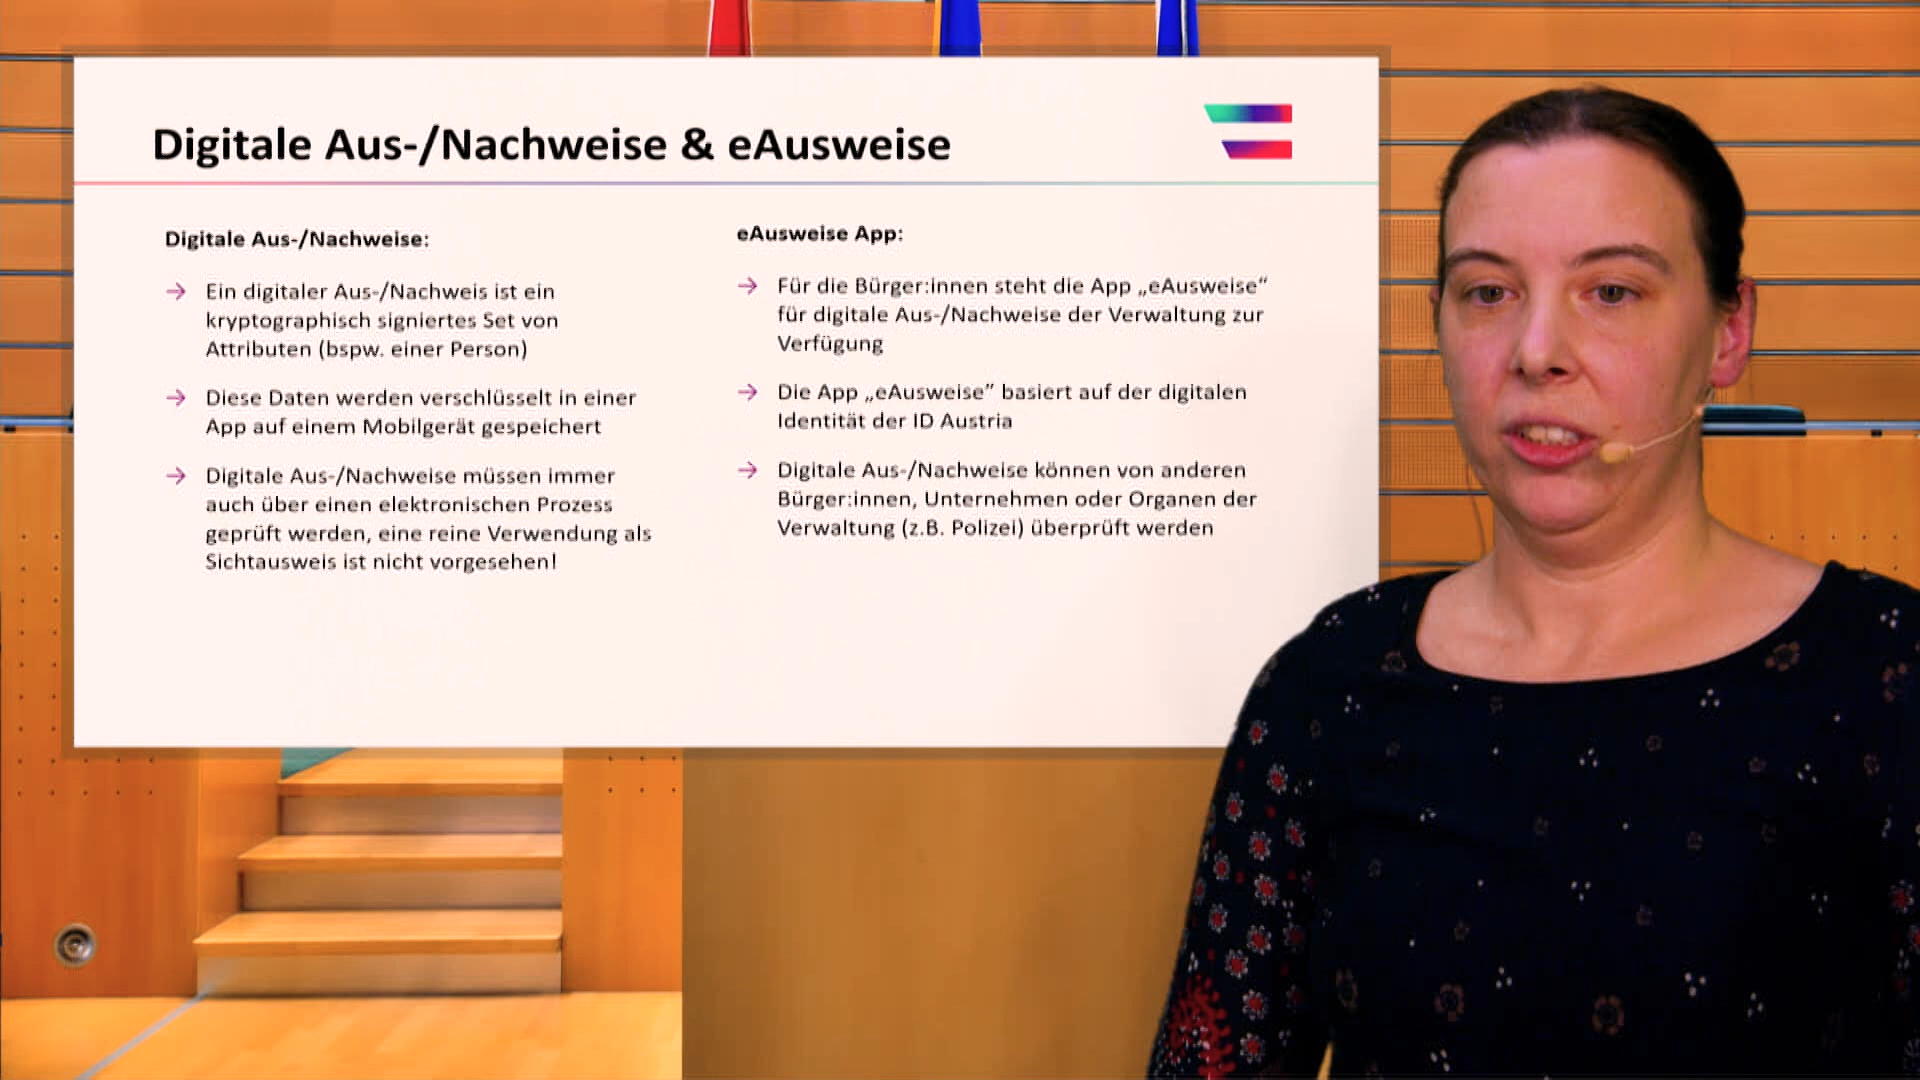 Digitale Aus-/Nachweise & eAusweise
Digitale Aus-/Nachweise:
→ Ein digitaler Aus-/Nachweis ist ein
kryptographisch signiertes Set von
Attributen (bspw. einer Person)
→ Diese Daten werden verschlüsselt in einer
App auf einem Mobilgerät gespeichert
→ Digitale Aus-/Nachweise müssen immer
auch über einen elektronischen Prozess
geprüft werden, eine reine Verwendung als
Sichtausweis ist nicht vorgesehen!
eAusweise App:
→ Für die Bürger:innen steht die App „eAusweise“
für digitale Aus-/Nachweise der Verwaltung zur
Verfügung
→ Die App „eAusweise” basiert auf der digitalen
Identität der ID Austria
→ Digitale Aus-/Nachweise können von anderen
Bürger:innen, Unternehmen oder Organen der
Verwaltung (z.B. Polizei) überprüft werden